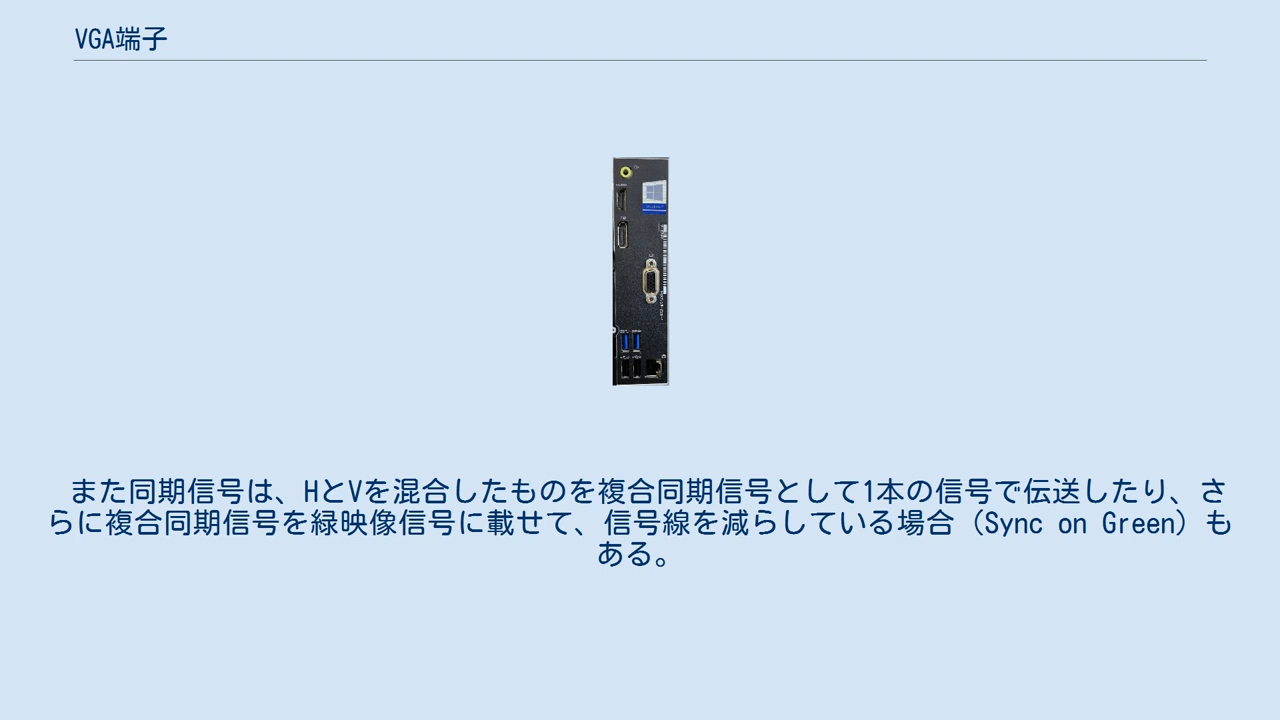 VGA端子
また同期信号は、HとVを混合したものを複合同期信号として1本の信号で伝送したり、さ
らに複合同期信号を緑映像信号に載せて、信号線を減らしている場合（Sync on Green）も
ある。